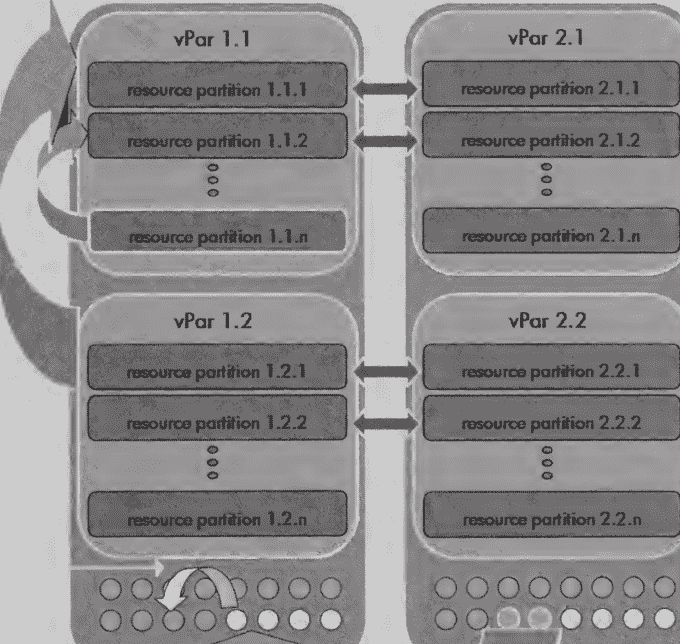 vPar 1.1
resource partition 1.1.1
resource partition 1.1.2
resource partition 1.1.n
vPar 1.2
resource partition 1.2.1
resource partition 1.2.2
resource partition 1.2.n
vPar 2.1
resource partition 2.1.1
resource partition 2.1.2
resource partition 2.1.n
vPar 2.2
resource partition 2.2.1
resource partition 2.2.2
resource partition 2.2.n